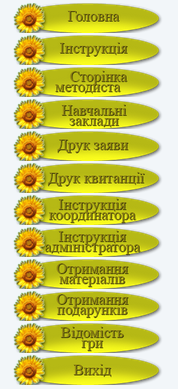 Головна
Інструкція
Сторінка
методиста
Навчальні
заклади
Друк заяви
Друк квитанції
Інструкція
координатора
Інструкція
адміністратора
Отримання
матеріалів
Отримання
подарунків
Відомість
гри
Вихід